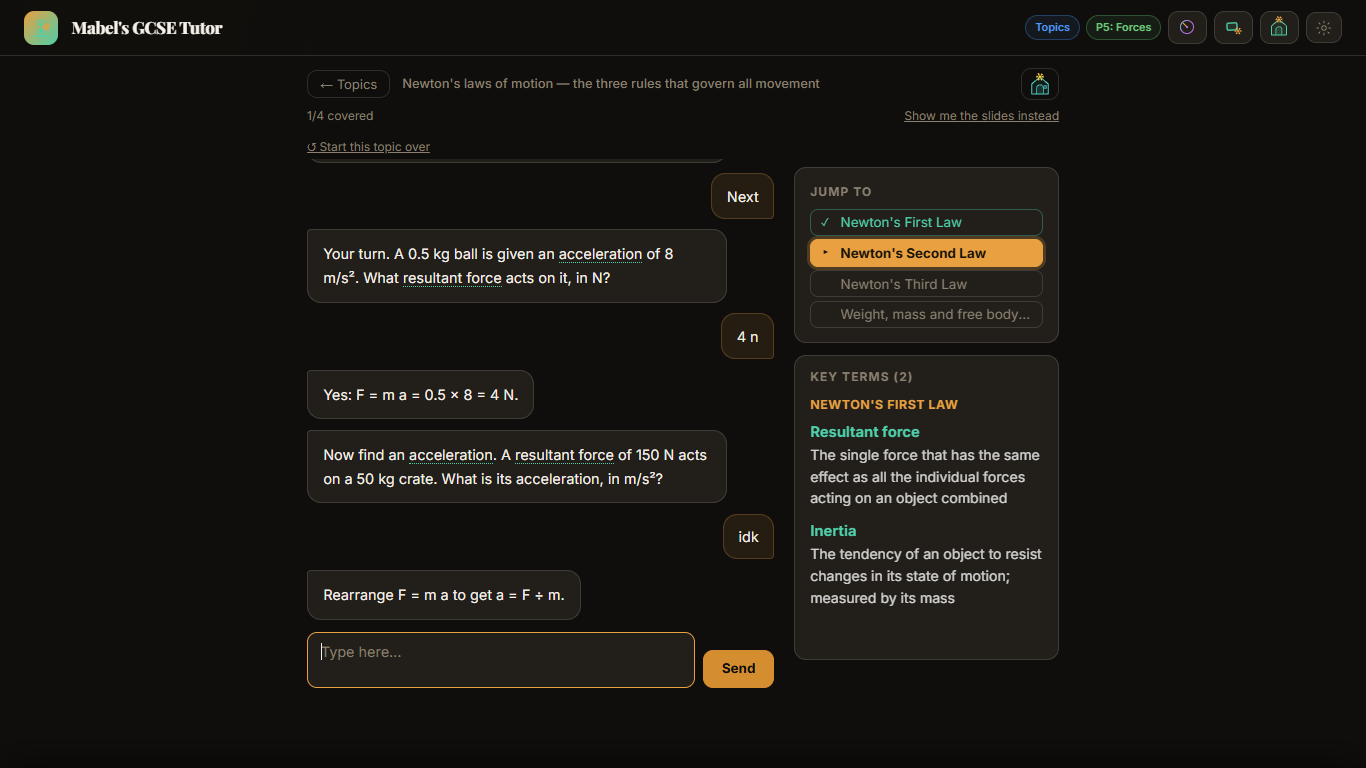 Mabel's GCSE Tutor
Topics
P5: Forces
← Topics
Newton's laws of motion — the three rules that govern all movement
1/4 covered
Show me the slides instead
↺ Start this topic over
Next
Your turn. A 0.5 kg ball is given an acceleration of 8
m/s². What resultant force acts on it, in N?
4 n
Yes: F = m a = 0.5 × 8 = 4 N.
Now find an acceleration. A resultant force of 150 N acts
on a 50 kg crate. What is its acceleration, in m/s²?
idk
Rearrange F = m a to get a = F ÷ m.
Type here...
Send
JUMP TO
✓ Newton's First Law
‣ Newton's Second Law
Newton's Third Law
Weight, mass and free body...
KEY TERMS (2)
NEWTON'S FIRST LAW
Resultant force
The single force that has the same
effect as all the individual forces
acting on an object combined
Inertia
The tendency of an object to resist
changes in its state of motion;
measured by its mass